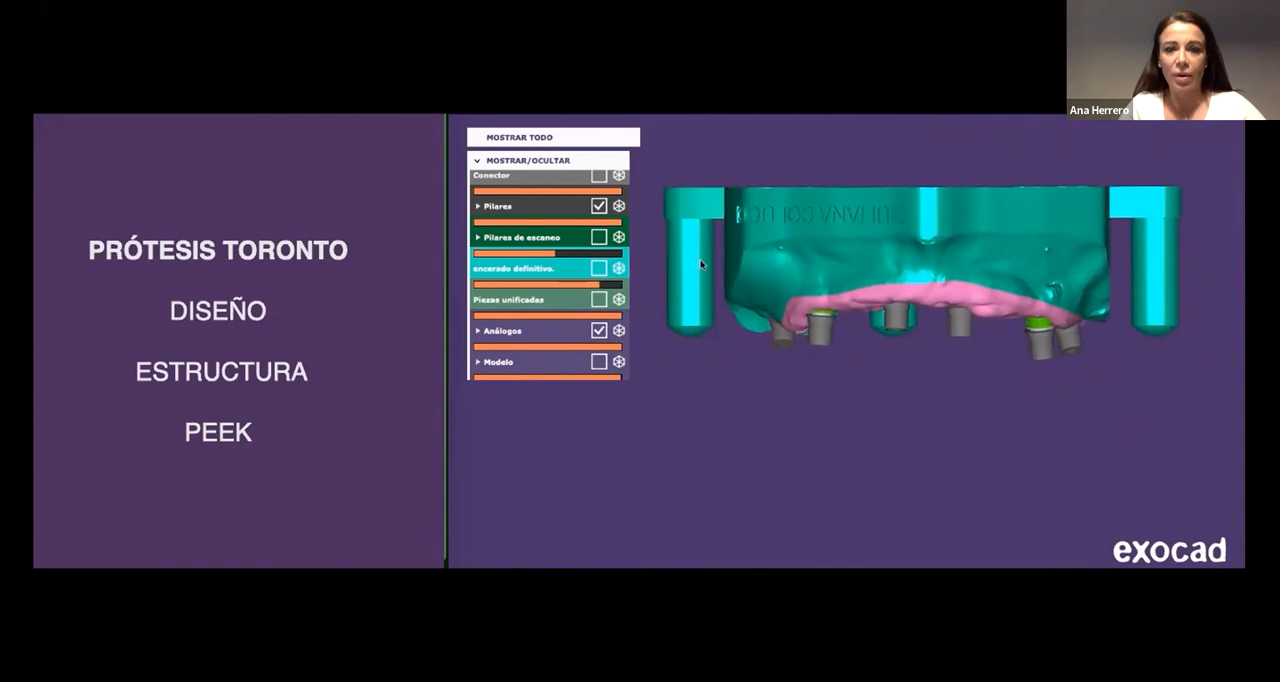 Ana Herrero
PRÓTESIS TORONTO
DISEÑO
ESTRUCTURA
PEEK
MOSTRAR TODO
MOSTRAR/OCULTAR
Conector
Pilares
Pilares de escaneo
encerado definitivo.
Piezas unificadas
Análogos
Modelo
exocad